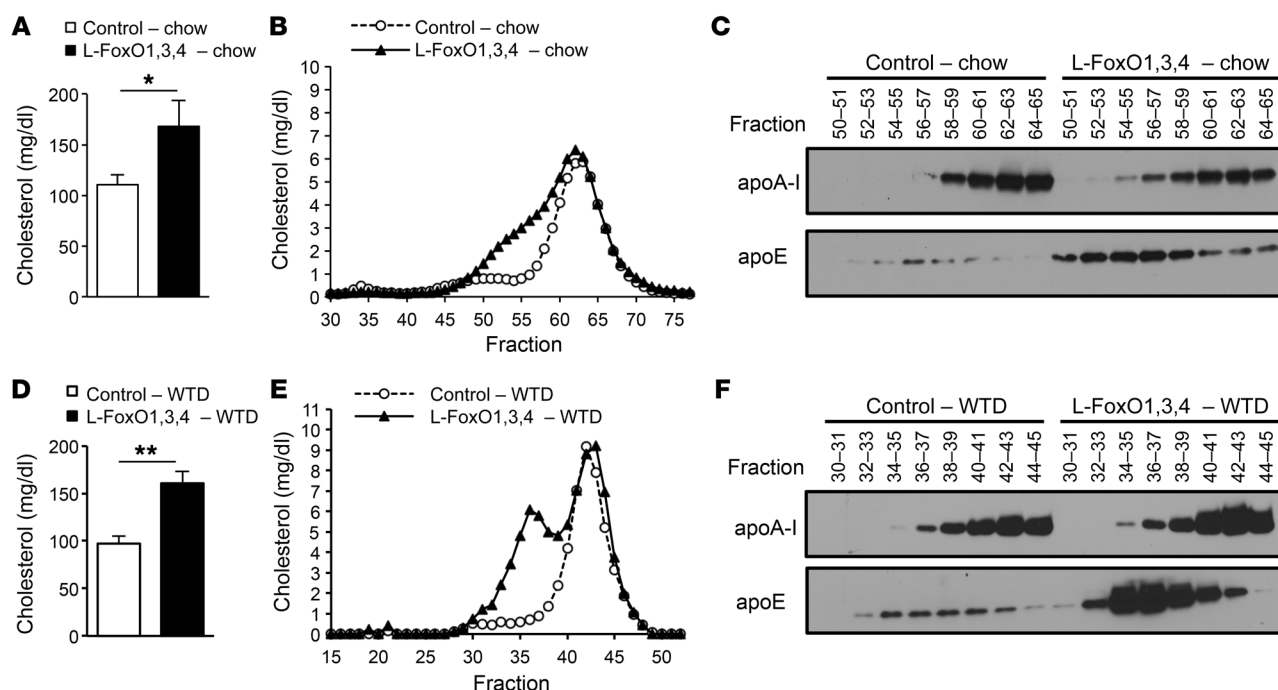 A
Control – chow
L-FoxO1,3,4 – chow
*
Cholesterol (mg/dl)
200
150
100
50
0
B
Control – chow
L-FoxO1,3,4 – chow
Cholesterol (mg/dl)
10
9
8
7
6
5
4
3
2
1
0
30 35 40 45 50 55 60 65 70 75
Fraction
C
Control – chow L-FoxO1,3,4 – chow
Fraction
50–51 52–53 54–55 56–57 58–59 60–61 62–63 64–65 50–51 52–53 54–55 56–57 58–59 60–61 62–63 64–65
apoA-I
apoE
D
Control – WTD
L-FoxO1,3,4 – WTD
**
Cholesterol (mg/dl)
200
150
100
50
0
E
Control – WTD
L-FoxO1,3,4 – WTD
Cholesterol (mg/dl)
11
10
9
8
7
6
5
4
3
2
1
0
15 20 25 30 35 40 45 50
Fraction
F
Control – WTD L-FoxO1,3,4 – WTD
Fraction
30–31 32–33 34–35 36–37 38–39 40–41 42–43 44–45 30–31 32–33 34–35 36–37 38–39 40–41 42–43 44–45
apoA-I
apoE